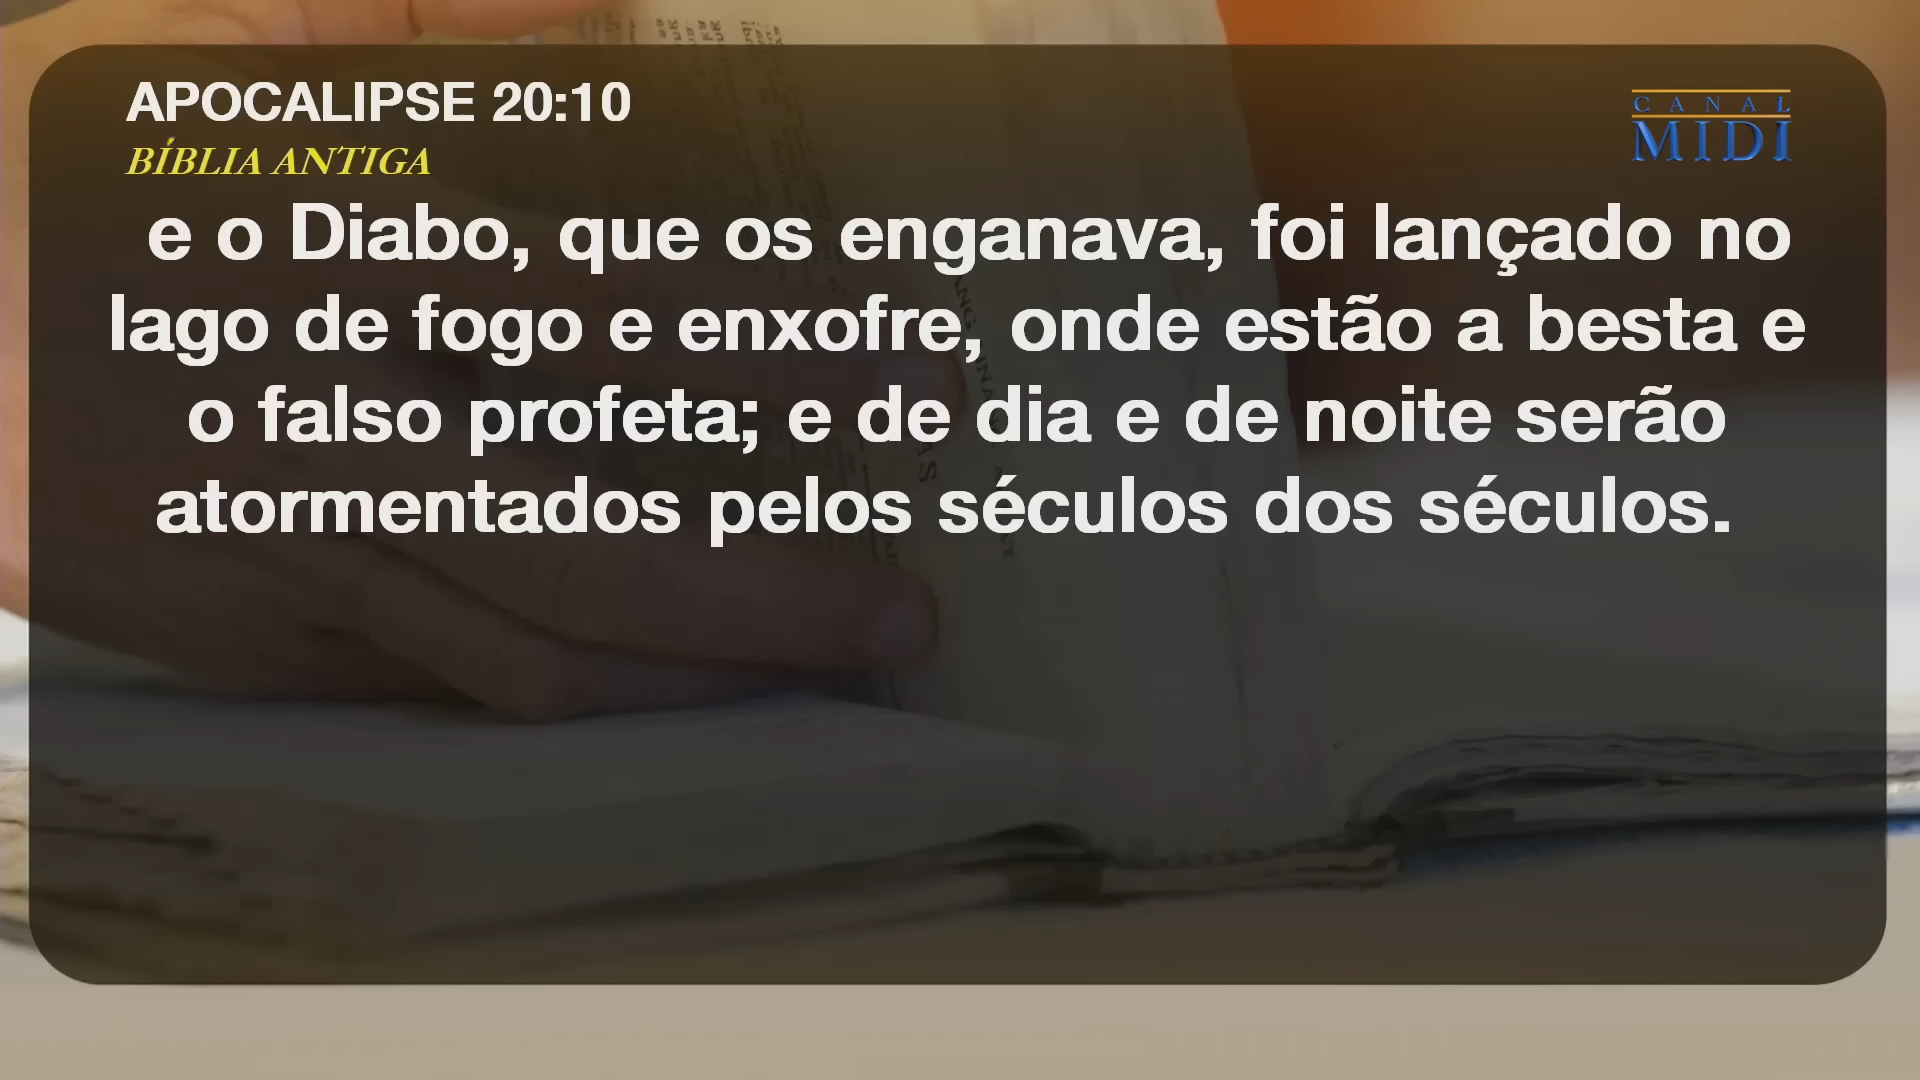 APOCALIPSE 20:10
BÍBLIA ANTIGA
CANAL
MIDI
e o Diabo, que os enganava, foi lançado no
lago de fogo e enxofre, onde estão a besta e
o falso profeta; e de dia e de noite serão
atormentados pelos séculos dos séculos.